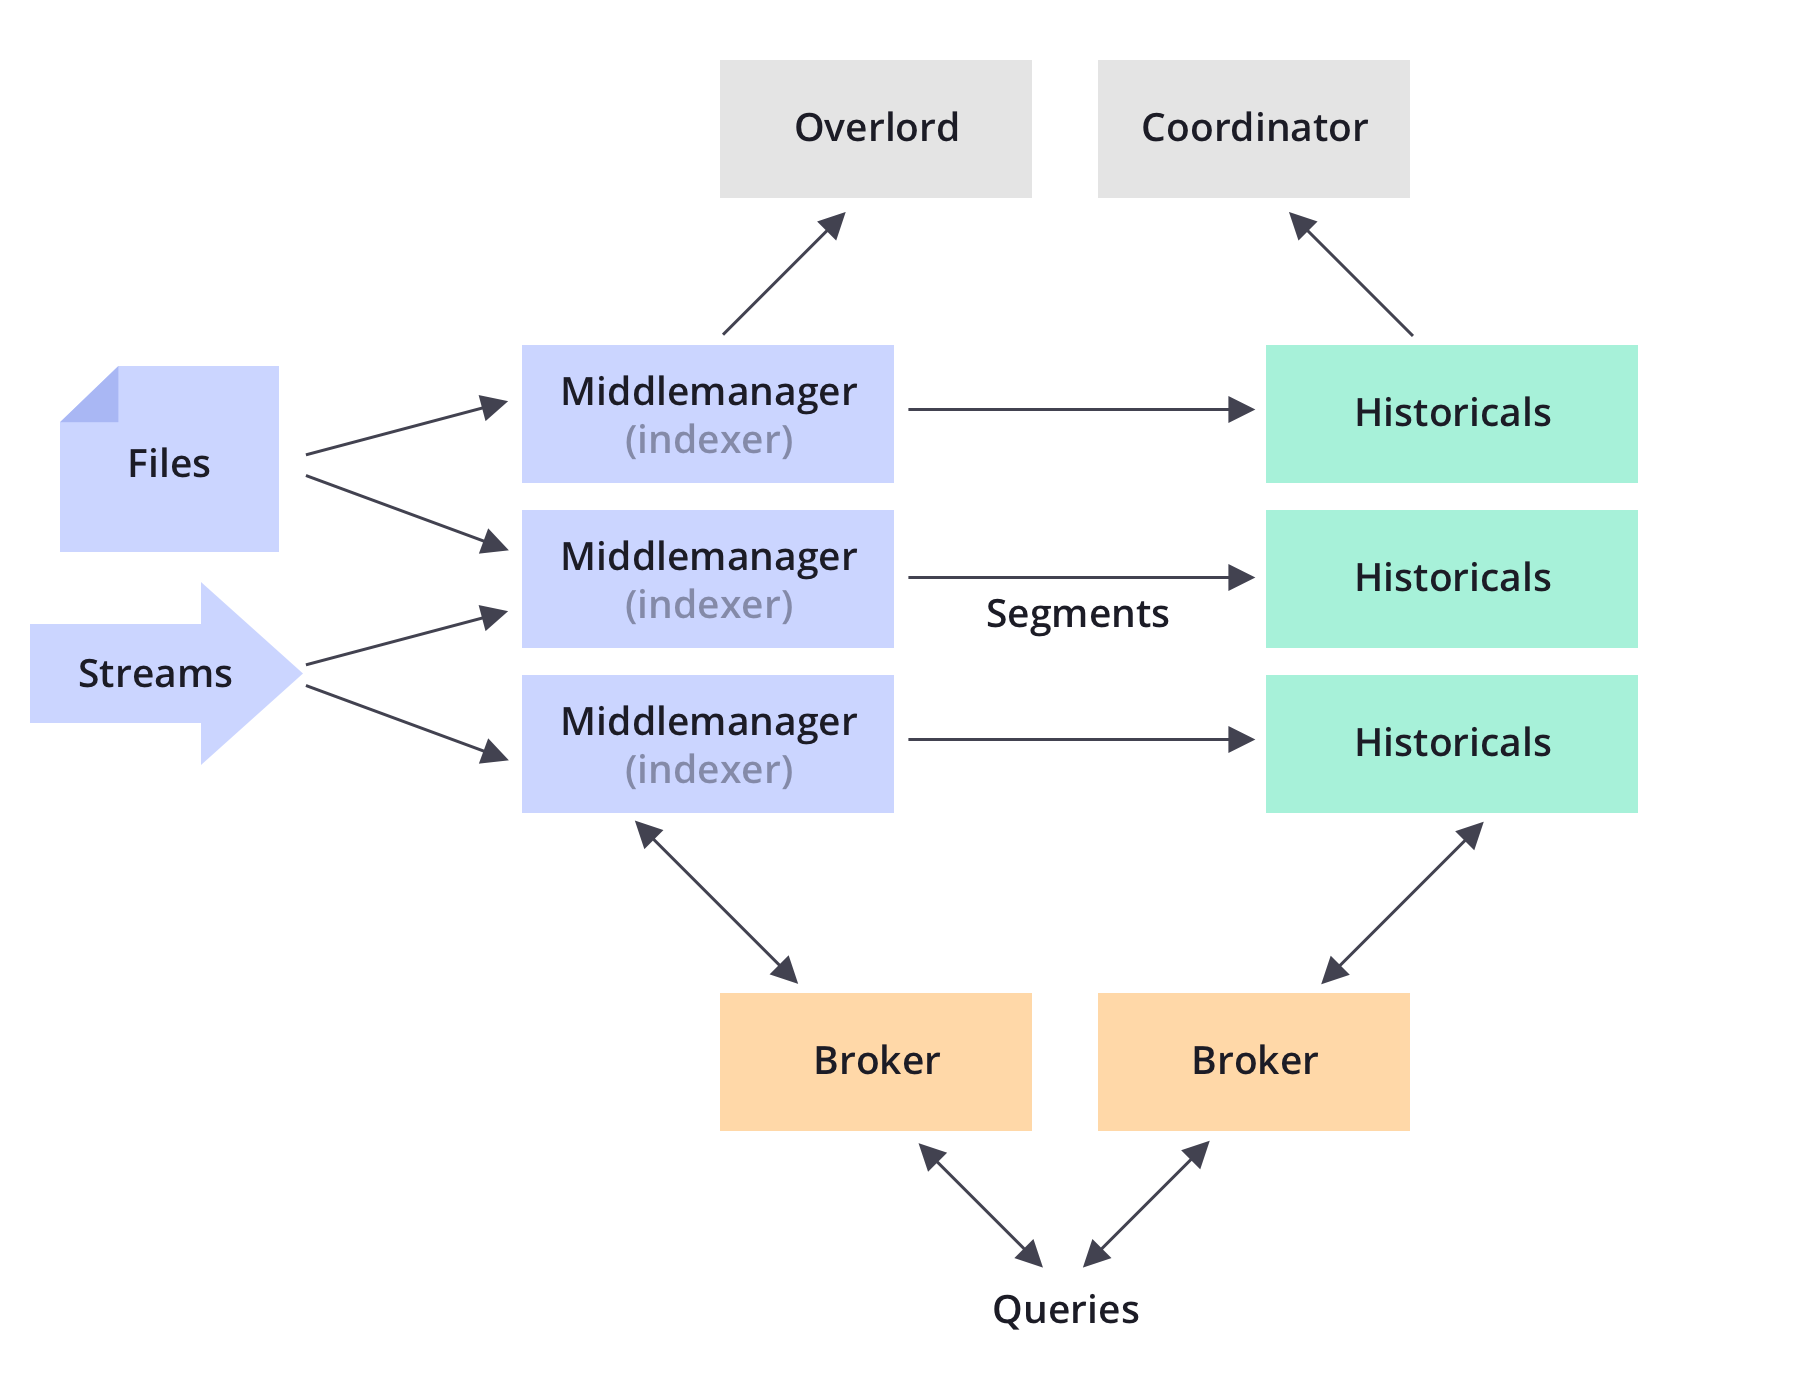 Overlord
Coordinator
Files
Streams
Middlemanager
(indexer)
Middlemanager
(indexer)
Middlemanager
(indexer)
Segments
Historicals
Historicals
Historicals
Broker
Broker
Queries